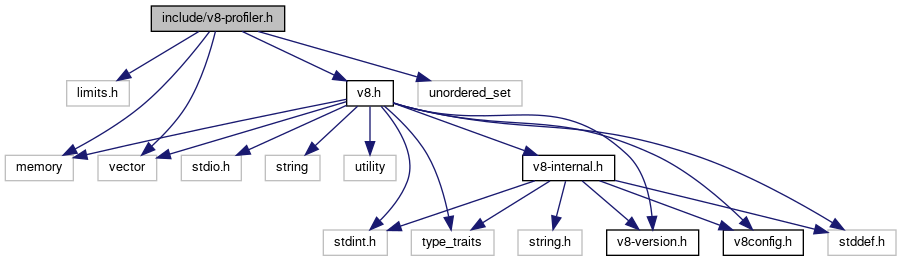 include/v8-profiler.h
limits.h
v8.h
unordered_set
memory
vector
stdio.h
string
utility
v8-internal.h
stdint.h
type_traits
string.h
v8-version.h
v8config.h
stddef.h